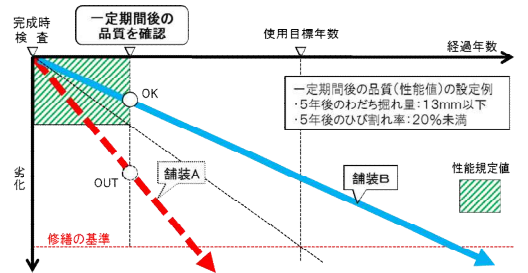 完成時
検 査
一定期間後の
品質を確認
使用目標年数
経過年数
OK
一定期間後の品質(性能値)の設定例
・5年後のわだち掘れ量:13mm以下
・5年後のひび割れ率:20%未満
劣化
OUT
舗装A
舗装B
性能規定値
修繕の基準